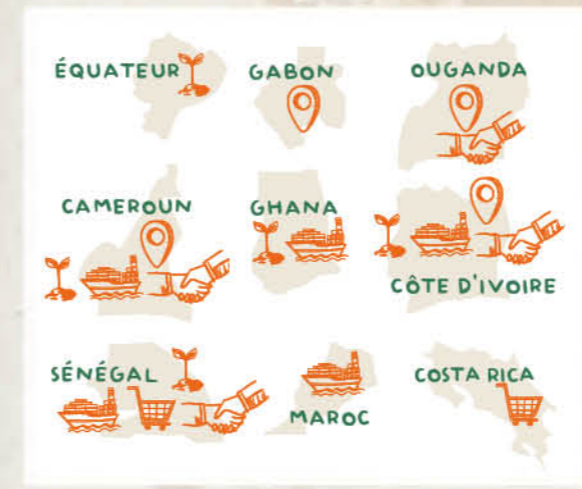 ÉQUATEUR
GABON
OUGANDA
CAMEROUN
GHANA
CÔTE D'IVOIRE
SÉNÉGAL
MAROC
COSTA RICA